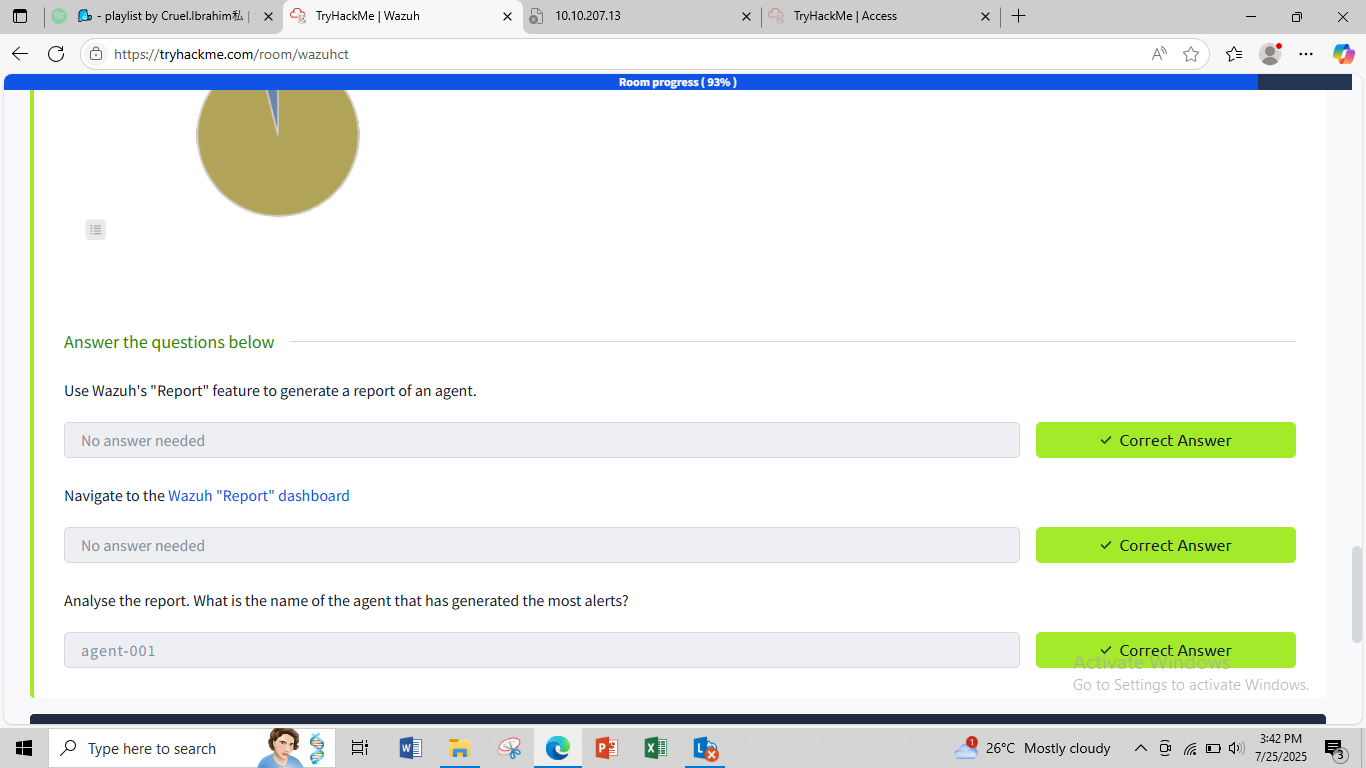 - playlist by Cruel.Ibrahim私 |
TryHackMe | Wazuh
10.10.207.13
TryHackMe | Access
https://tryhackme.com/room/wazuhct
Room progress ( 93% )
Answer the questions below
Use Wazuh's "Report" feature to generate a report of an agent.
No answer needed
Correct Answer
Navigate to the Wazuh "Report" dashboard
No answer needed
Correct Answer
Analyse the report. What is the name of the agent that has generated the most alerts?
agent-001
Correct Answer
Activate Windows
Go to Settings to activate Windows.
Type here to search
1
26°C Mostly cloudy
3:42 PM
7/25/2025
3